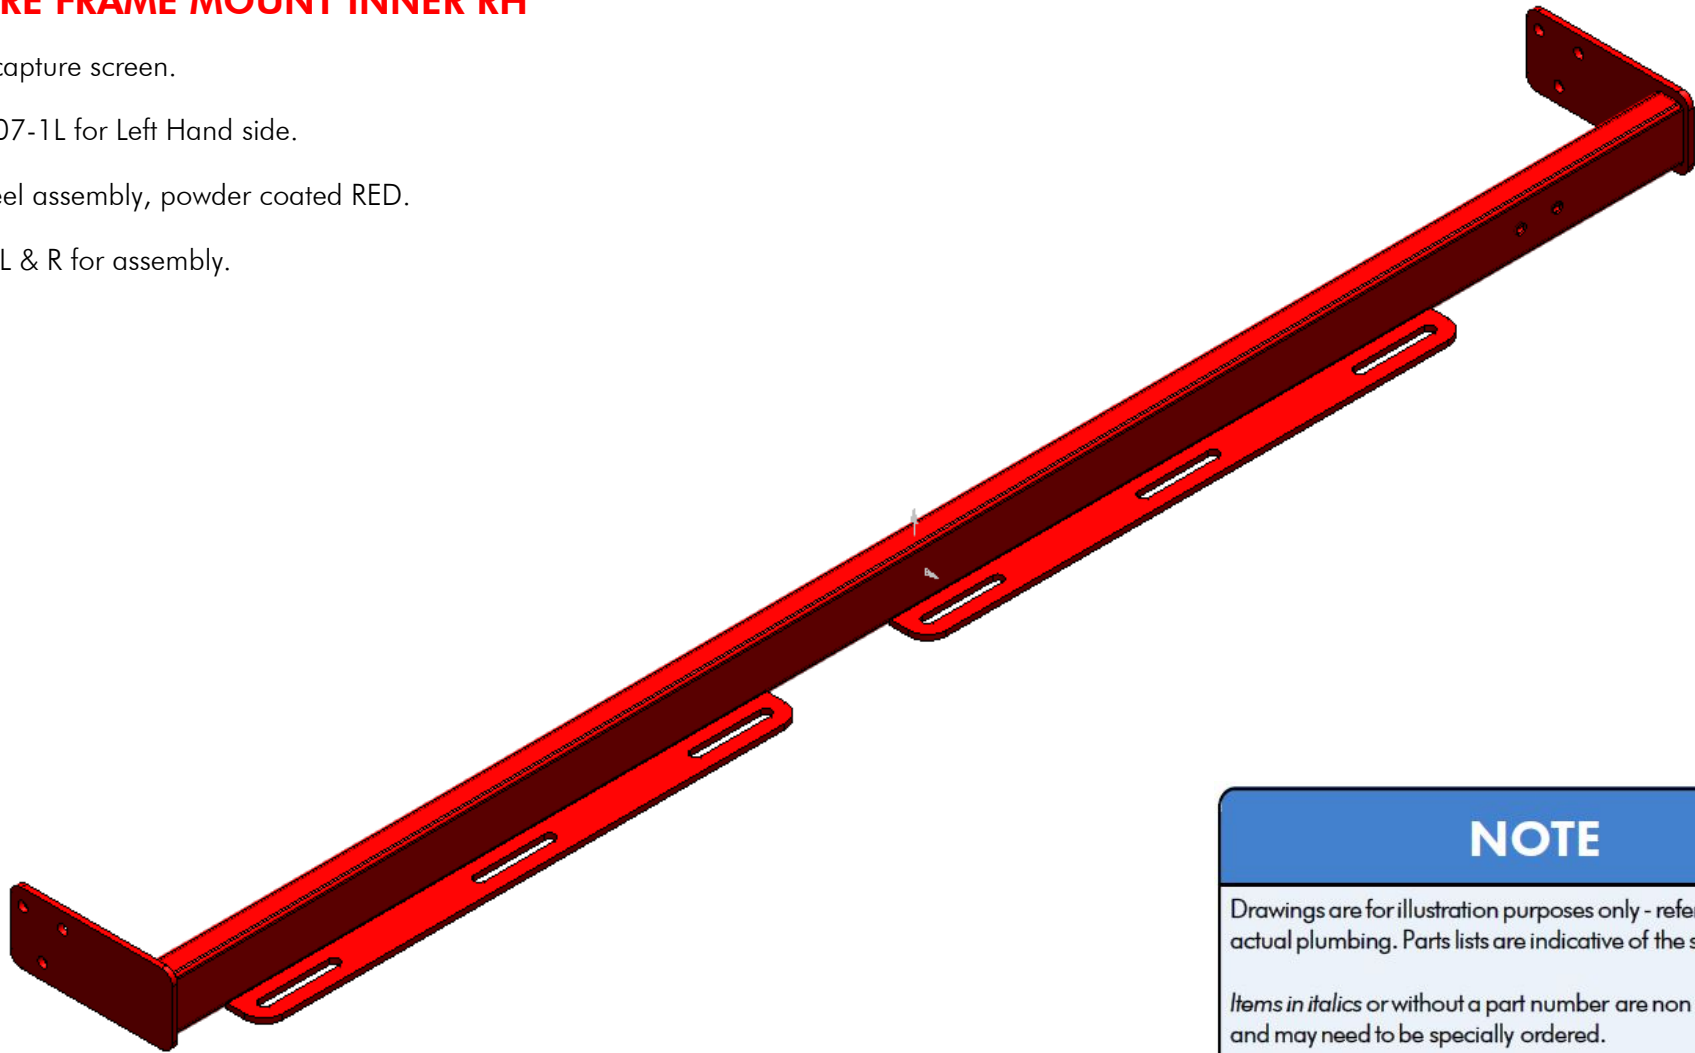 RE FRAME MOUNT INNER RH
capture screen.
07-1L for Left Hand side.
eel assembly, powder coated RED.
L & R for assembly.
NOTE
Drawings are for illustration purposes only - refer
actual plumbing. Parts lists are indicative of the s
Items in italics or without a part number are non
and may need to be specially ordered.